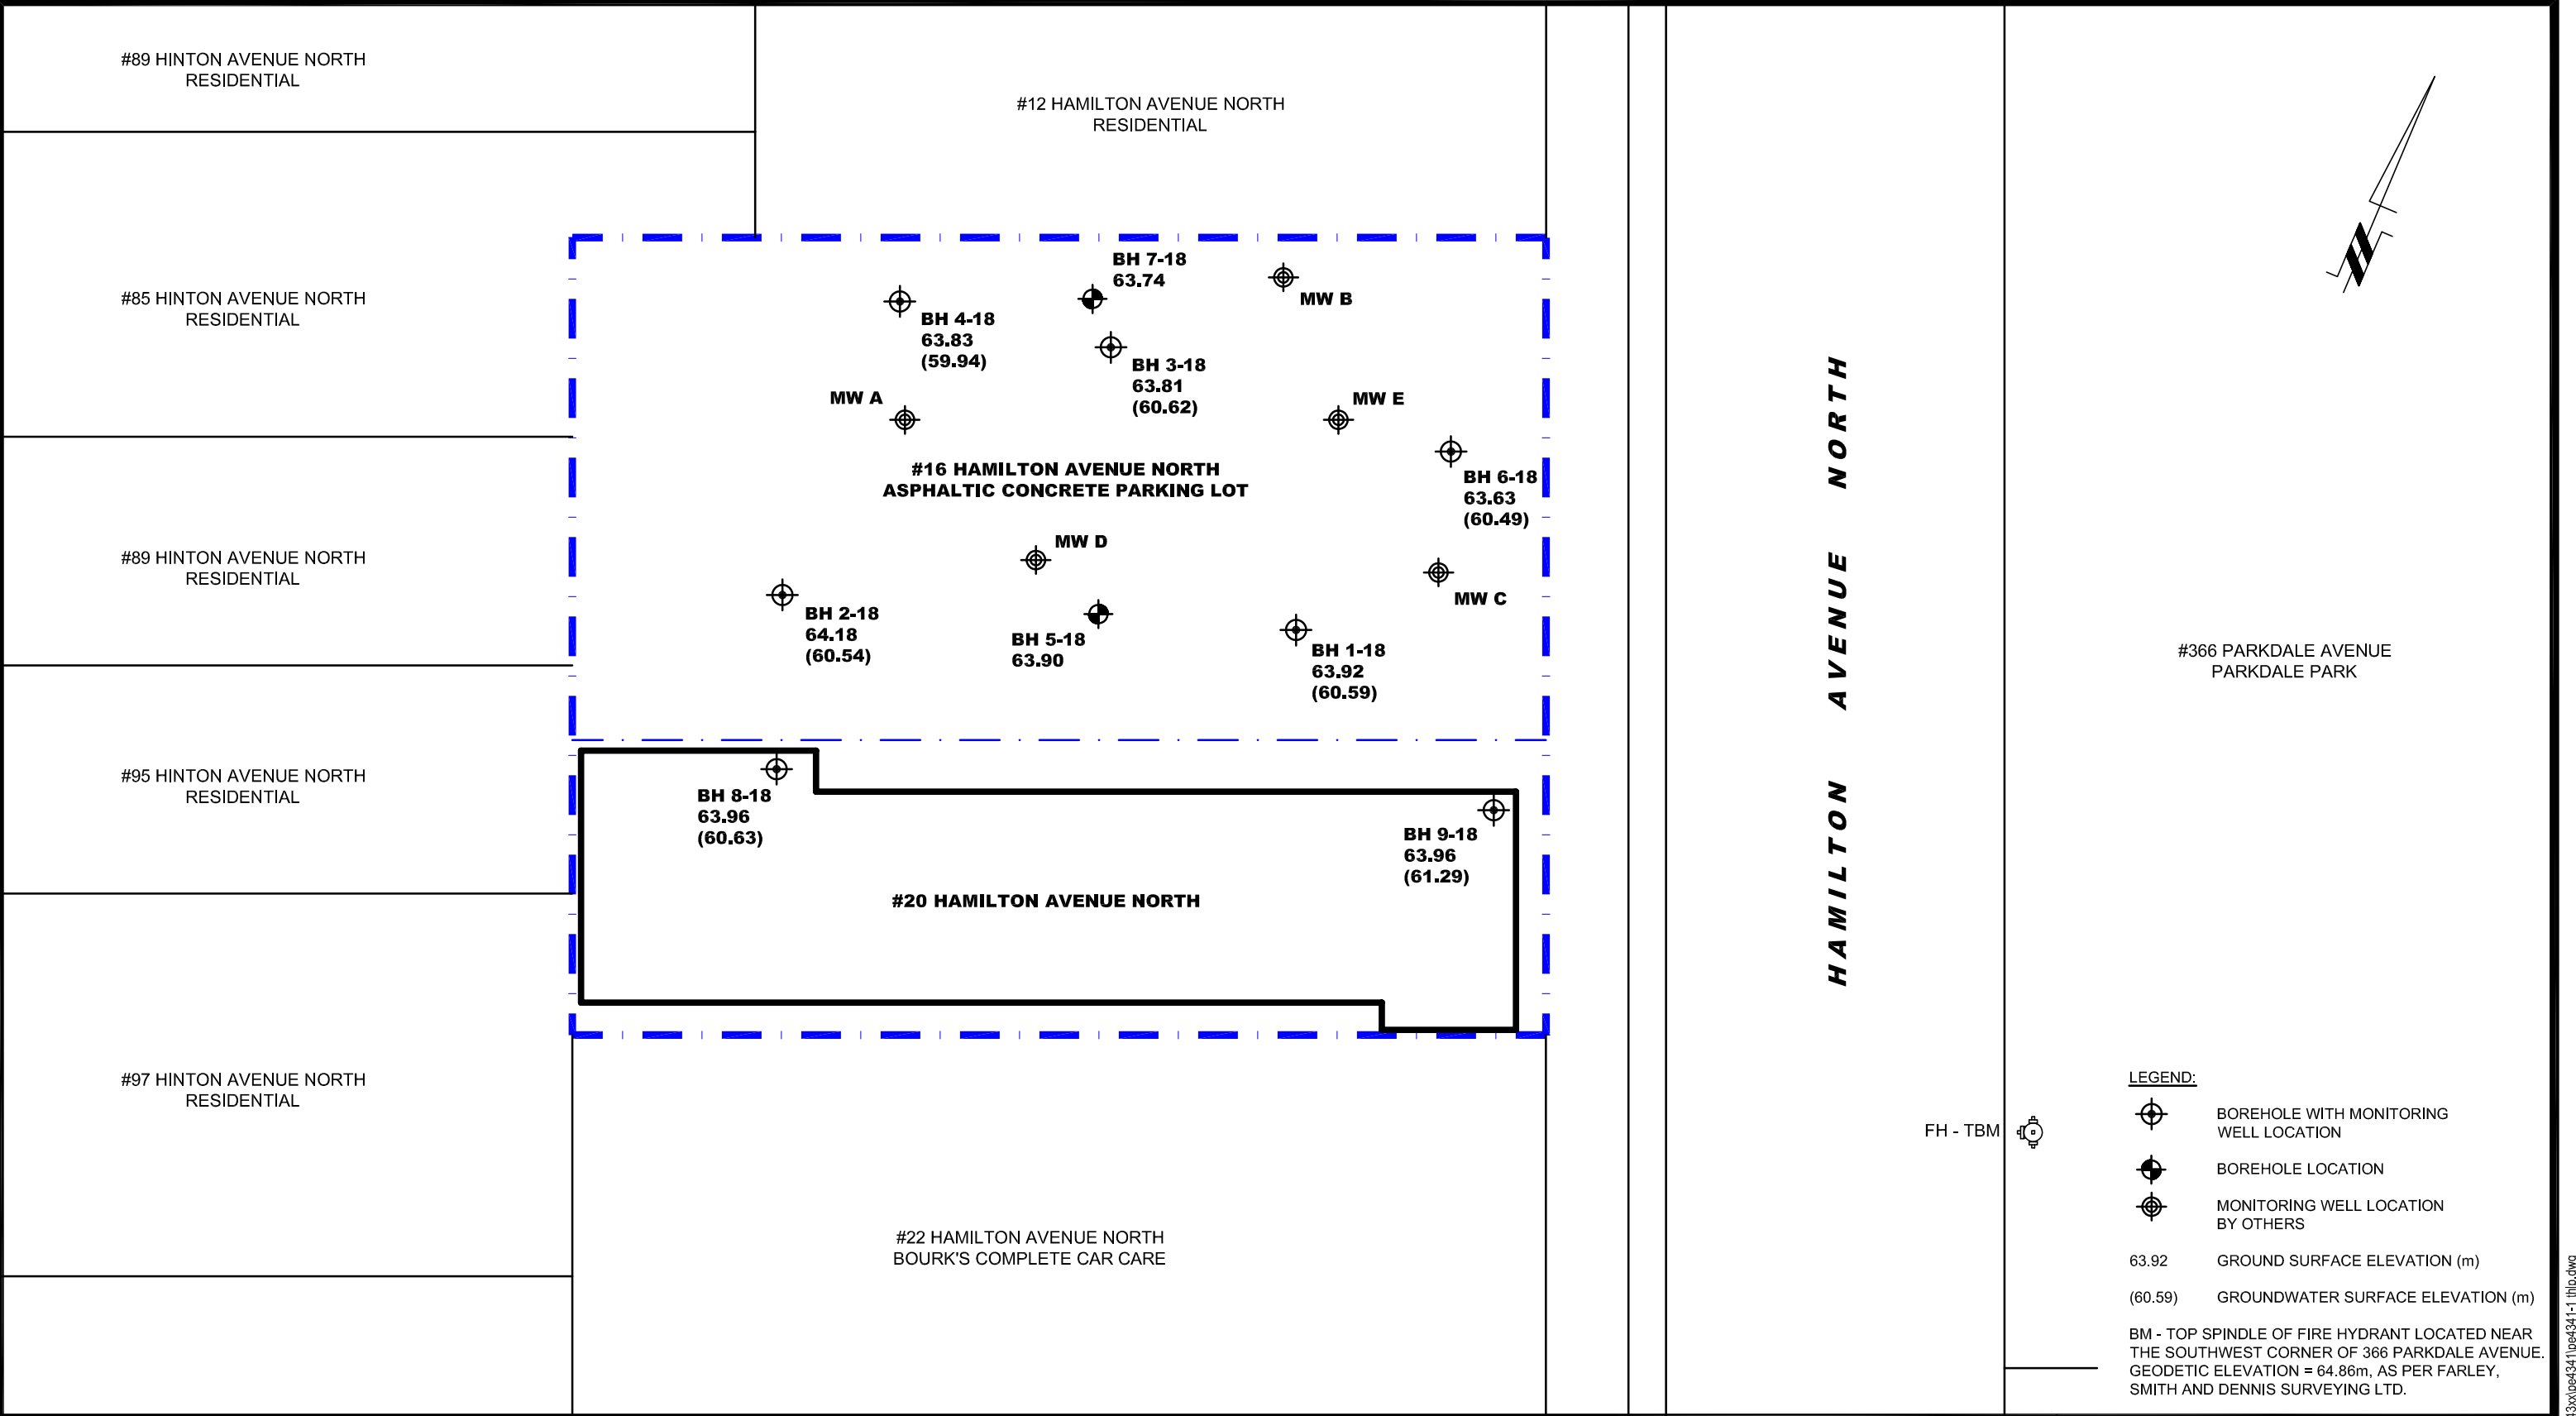 #89 HINTON AVENUE NORTH
RESIDENTIAL
#12 HAMILTON AVENUE NORTH
RESIDENTIAL
#85 HINTON AVENUE NORTH
RESIDENTIAL
BH 7-18
63.74
MW B
BH 4-18
63.83
(59.94)
BH 3-18
63.81
(60.62)
MW A
MW E
#16 HAMILTON AVENUE NORTH
ASPHALTIC CONCRETE PARKING LOT
BH 6-18
63.63
(60.49)
#89 HINTON AVENUE NORTH
RESIDENTIAL
MW D
MW C
BH 2-18
64.18
(60.54)
BH 5-18
63.90
BH 1-18
63.92
(60.59)
HAMILTON AVENUE NORTH
#366 PARKDALE AVENUE
PARKDALE PARK
#95 HINTON AVENUE NORTH
RESIDENTIAL
BH 8-18
63.96
(60.63)
BH 9-18
63.96
(61.29)
#20 HAMILTON AVENUE NORTH
#97 HINTON AVENUE NORTH
RESIDENTIAL
#22 HAMILTON AVENUE NORTH
BOURK'S COMPLETE CAR CARE
FH - TBM
LEGEND:
BOREHOLE WITH MONITORING
WELL LOCATION
BOREHOLE LOCATION
MONITORING WELL LOCATION
BY OTHERS
63.92 GROUND SURFACE ELEVATION (m)
(60.59) GROUNDWATER SURFACE ELEVATION (m)
BM - TOP SPINDLE OF FIRE HYDRANT LOCATED NEAR
THE SOUTHWEST CORNER OF 366 PARKDALE AVENUE.
GEODETIC ELEVATION = 64.86m, AS PER FARLEY,
SMITH AND DENNIS SURVEYING LTD.